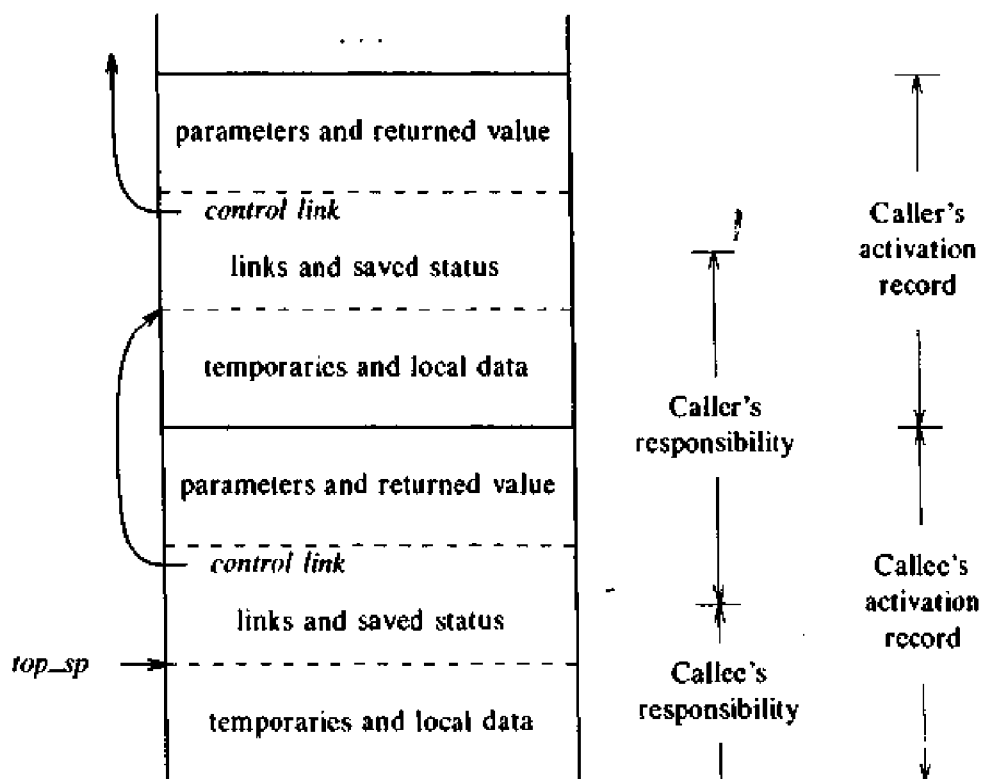 . . .
parameters and returned value
control link
links and saved status
temporaries and local data
parameters and returned value
control link
links and saved status
top_sp
temporaries and local data
Caller's
responsibility
Callee's
responsibility
Caller's
activation
record
Callee's
activation
record